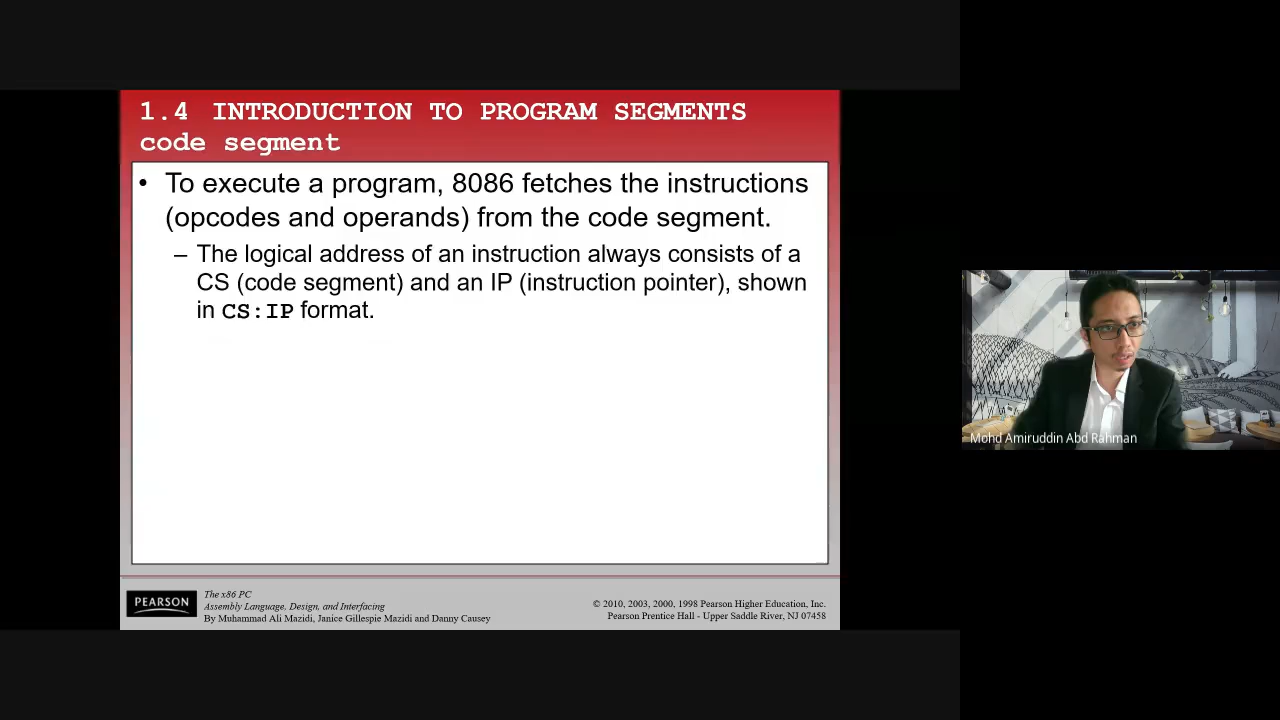 1.4 INTRODUCTION TO PROGRAM SEGMENTS
code segment
• To execute a program, 8086 fetches the instructions
(opcodes and operands) from the code segment.
– The logical address of an instruction always consists of a
CS (code segment) and an IP (instruction pointer), shown
in CS:IP format.
PEARSON
The x86 PC
Assembly Language, Design, and Interfacing
By Muhammad Ali Mazidi, Janice Gillespie Mazidi and Danny Causey
© 2010, 2003, 2000, 1998 Pearson Higher Education, Inc.
Pearson Prentice Hall - Upper Saddle River, NJ 07458
Mohd Amiruddin Abd Rahman